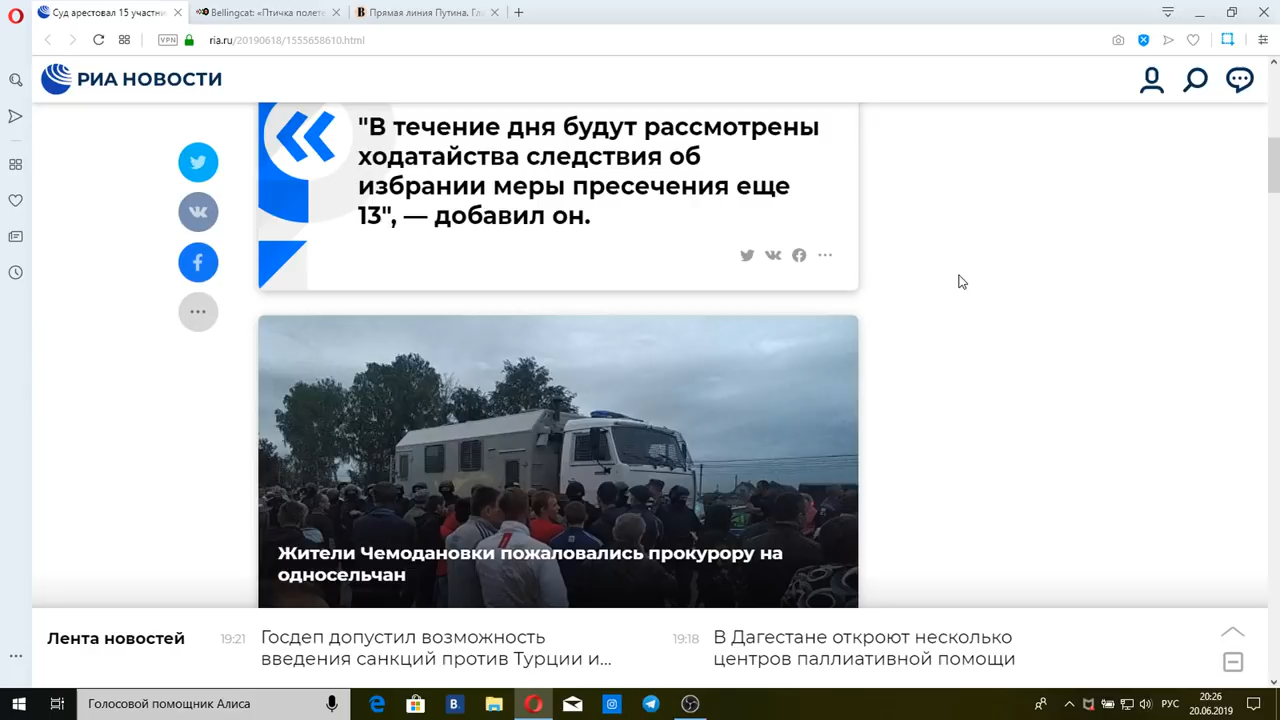 Суд арестовал 15 участни
Bellingcat: «Птичка полете
Прямая линия Путина. Гл
VPN
ria.ru/20190618/1555658610.html
РИА НОВОСТИ
"В течение дня будут рассмотрены
ходатайства следствия об
избрании меры пресечения еще
13", — добавил он.
Жители Чемодановки пожаловались прокурору на
односельчан
Лента новостей
19:21
Госдеп допустил возможность
введения санкций против Турции и...
19:18
В Дагестане откроют несколько
центров паллиативной помощи
Голосовой помощник Алиса
РУС
20:26
20.06.2019